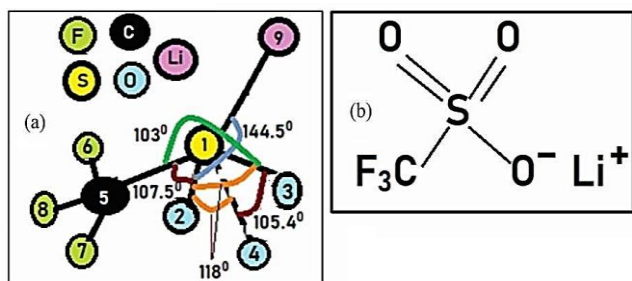 F C
Li
S O
9
(a)
103⁰ 1 144.5⁰
6
5 107.5⁰
8 2 3
7 4 105.4⁰
118⁰
(b)
O O
S
F₃C O⁻ Li⁺